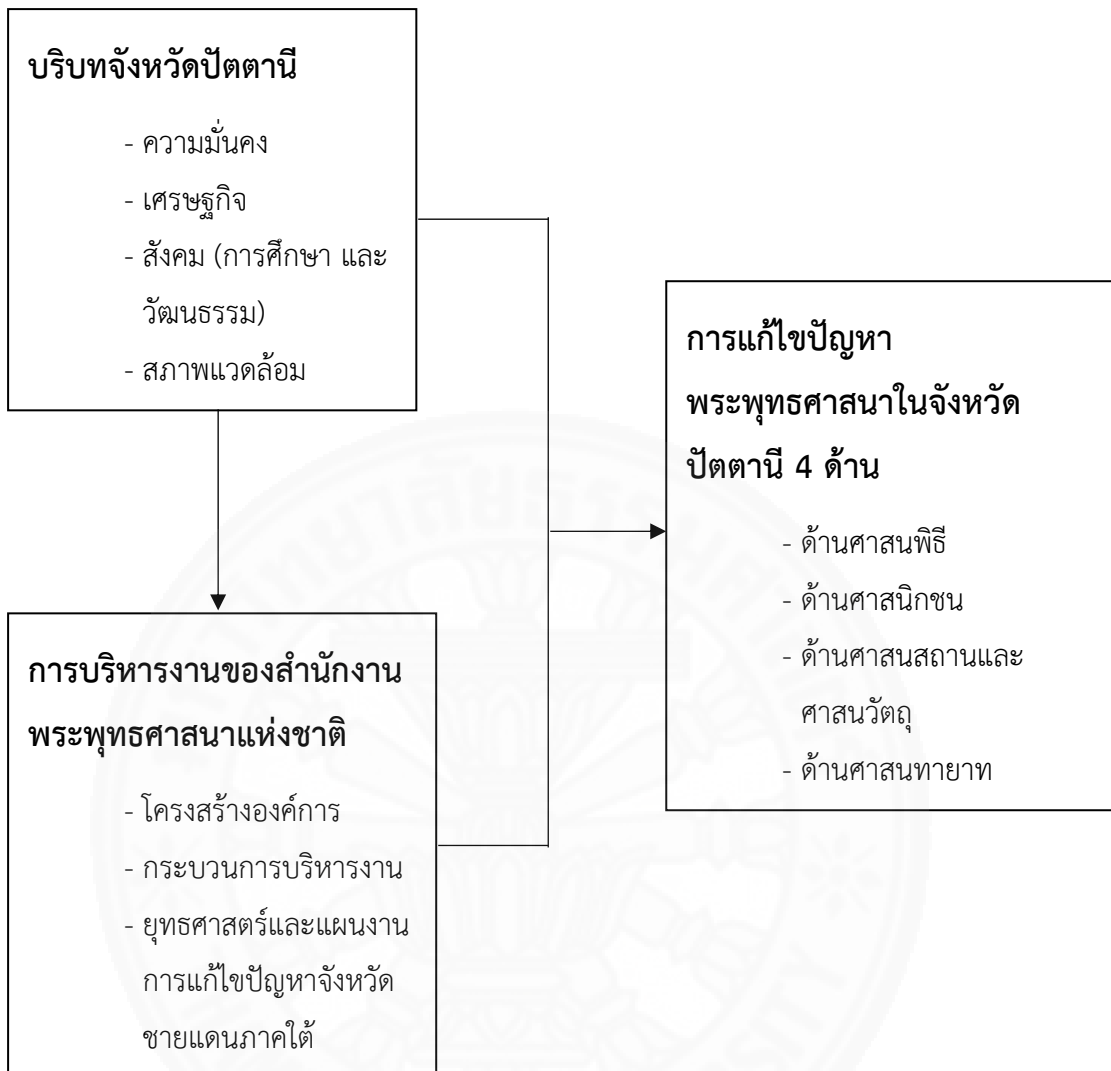 บริบทจังหวัดปัตตานี
- ความมั่นคง
- เศรษฐกิจ
- สังคม (การศึกษา และ
วัฒนธรรม)
- สภาพแวดล้อม
การบริหารงานของสำนักงาน
พระพุทธศาสนาแห่งชาติ
- โครงสร้างองค์การ
- กระบวนการบริหารงาน
- ยุทธศาสตร์และแผนงาน
การแก้ไขปัญหาจังหวัด
ชายแดนภาคใต้
การแก้ไขปัญหา
พระพุทธศาสนาในจังหวัด
ปัตตานี 4 ด้าน
- ด้านศาสนพิธี
- ด้านศาสนิกชน
- ด้านศาสนสถานและ
ศาสนวัตถุ
- ด้านศาสนทายาท